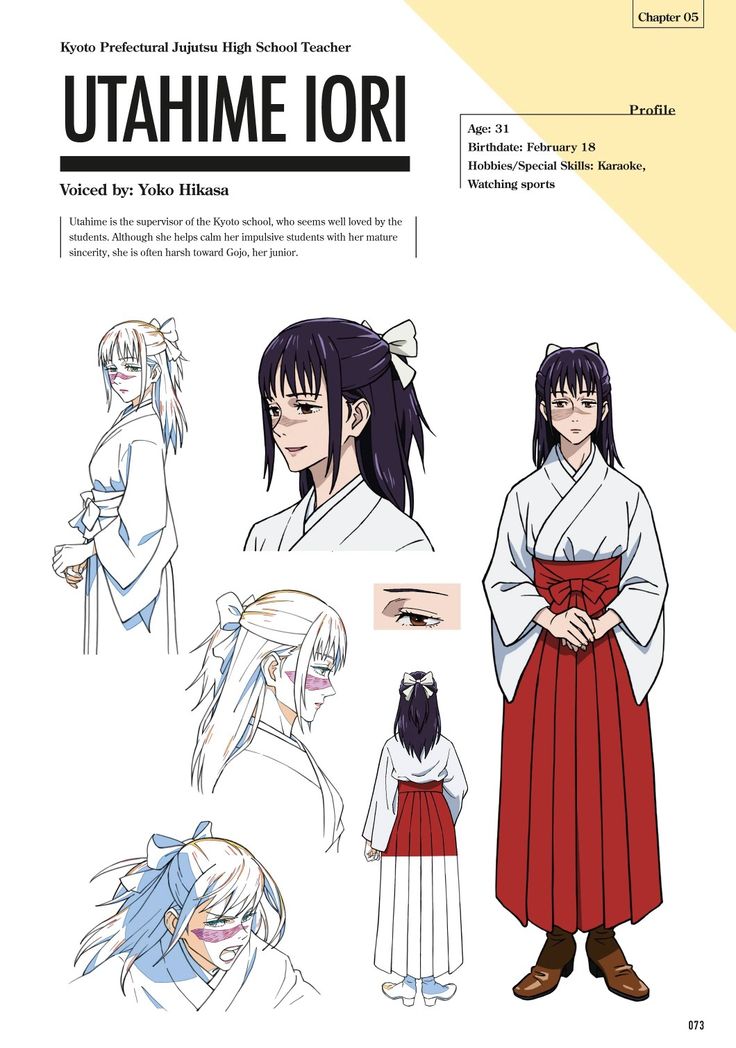 Chapter 05
Kyoto Prefectural Jujutsu High School Teacher
UTAHIME IORI
Voiced by: Yoko Hikasa
Utahime is the supervisor of the Kyoto school, who seems well loved by the
students. Although she helps calm her impulsive students with her mature
sincerity, she is often harsh toward Gojo, her junior.
Profile
Age: 31
Birthdate: February 18
Hobbies/Special Skills: Karaoke,
Watching sports
073